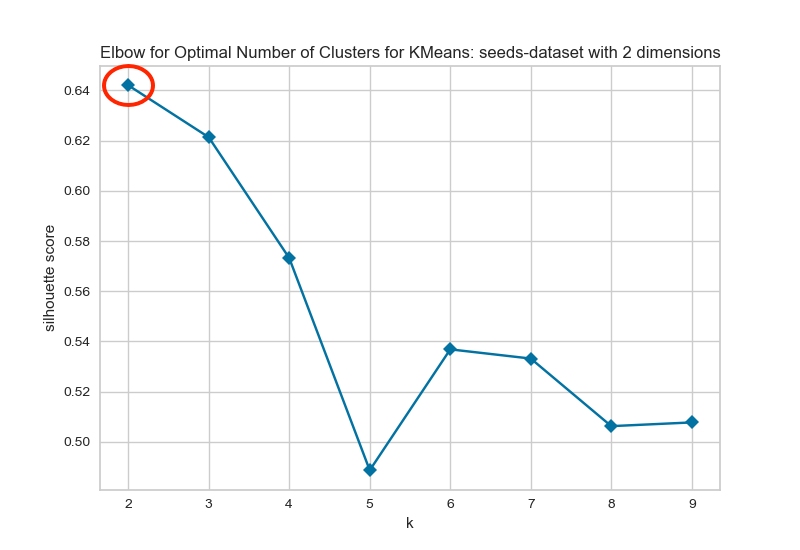 Elbow for Optimal Number of Clusters for KMeans: seeds-dataset with 2 dimensions
0.64
0.62
0.60
0.58
0.56
0.54
0.52
0.50
silhouette score
2 3 4 5 6 7 8 9
k